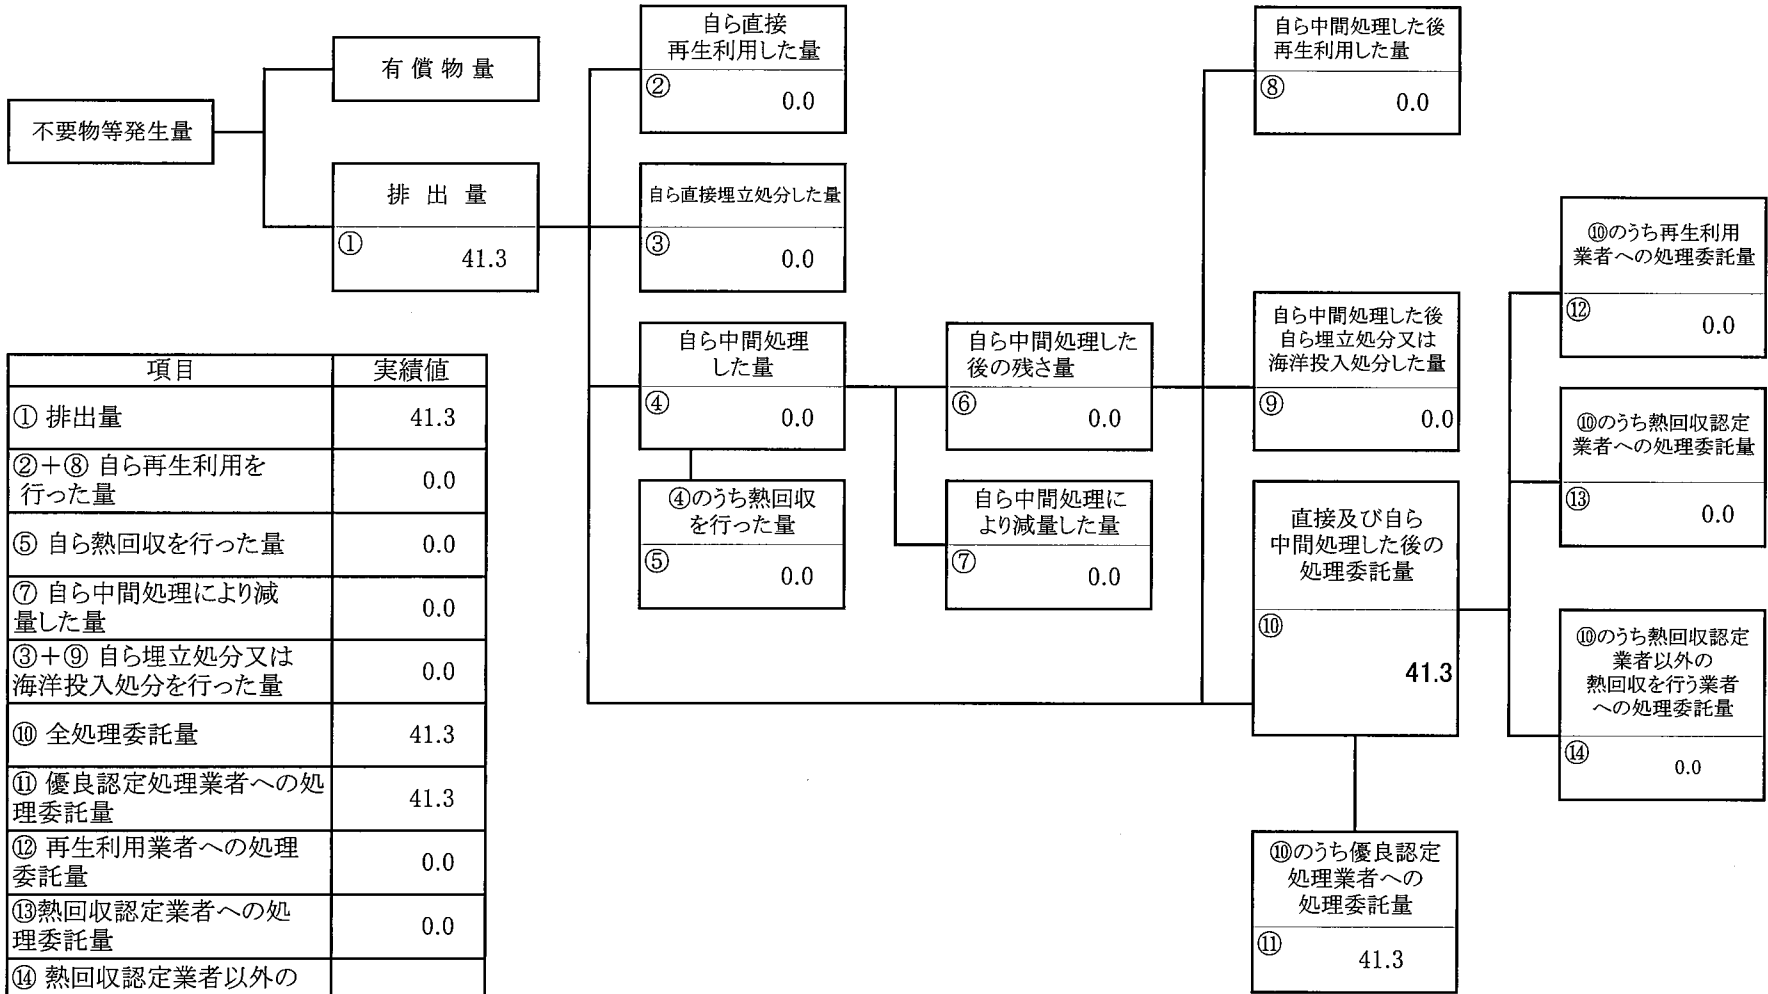 不要物等発生量
有 償 物 量
排 出 量
①
41.3
自ら直接
再生利用した量
②
0.0
自ら直接埋立処分した量
③
0.0
自ら中間処理
した量
④
0.0
④のうち熱回収
を行った量
⑤
0.0
自ら中間処理した
後の残さ量
⑥
0.0
自ら中間処理に
より減量した量
⑦
0.0
自ら中間処理した後
再生利用した量
⑧
0.0
自ら中間処理した後
自ら埋立処分又は
海洋投入処分した量
⑨
0.0
直接及び自ら
中間処理した後の
処理委託量
⑩
41.3
⑩のうち優良認定
処理業者への
処理委託量
⑪
41.3
⑩のうち再生利用
業者への処理委託量
⑫
0.0
⑩のうち熱回収認定
業者への処理委託量
⑬
0.0
⑩のうち熱回収認定
業者以外の
熱回収を行う業者
への処理委託量
⑭
0.0
項目 実績値
① 排出量 41.3
②+⑧ 自ら再生利用を
行った量 0.0
⑤ 自ら熱回収を行った量 0.0
⑦ 自ら中間処理により減
量した量 0.0
③+⑨ 自ら埋立処分又は
海洋投入処分を行った量 0.0
⑩ 全処理委託量 41.3
⑪ 優良認定処理業者への処
理委託量 41.3
⑫ 再生利用業者への処理
委託量 0.0
⑬熱回収認定業者への処
理委託量 0.0
⑭ 熱回収認定業者以外の